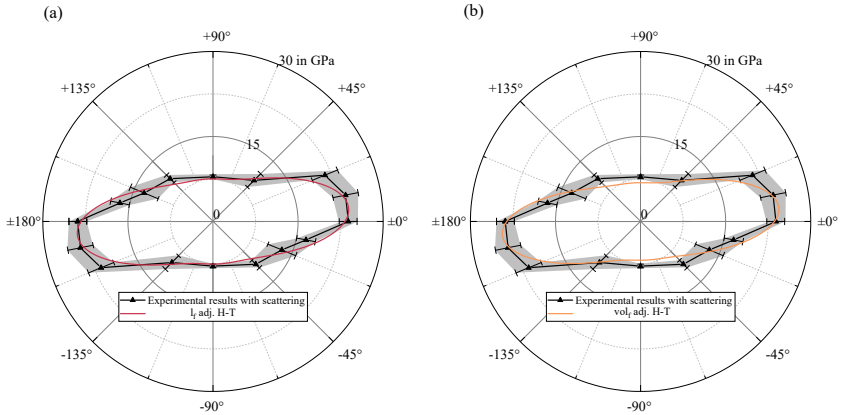 (a)
+90°
30 in GPa
+135°
+45°
15
±180°
0
±0°
Experimental results with scattering
l_f adj. H-T
-135°
-45°
-90°
(b)
+90°
30 in GPa
+135°
+45°
15
±180°
0
±0°
Experimental results with scattering
vol_f adj. H-T
-135°
-45°
-90°